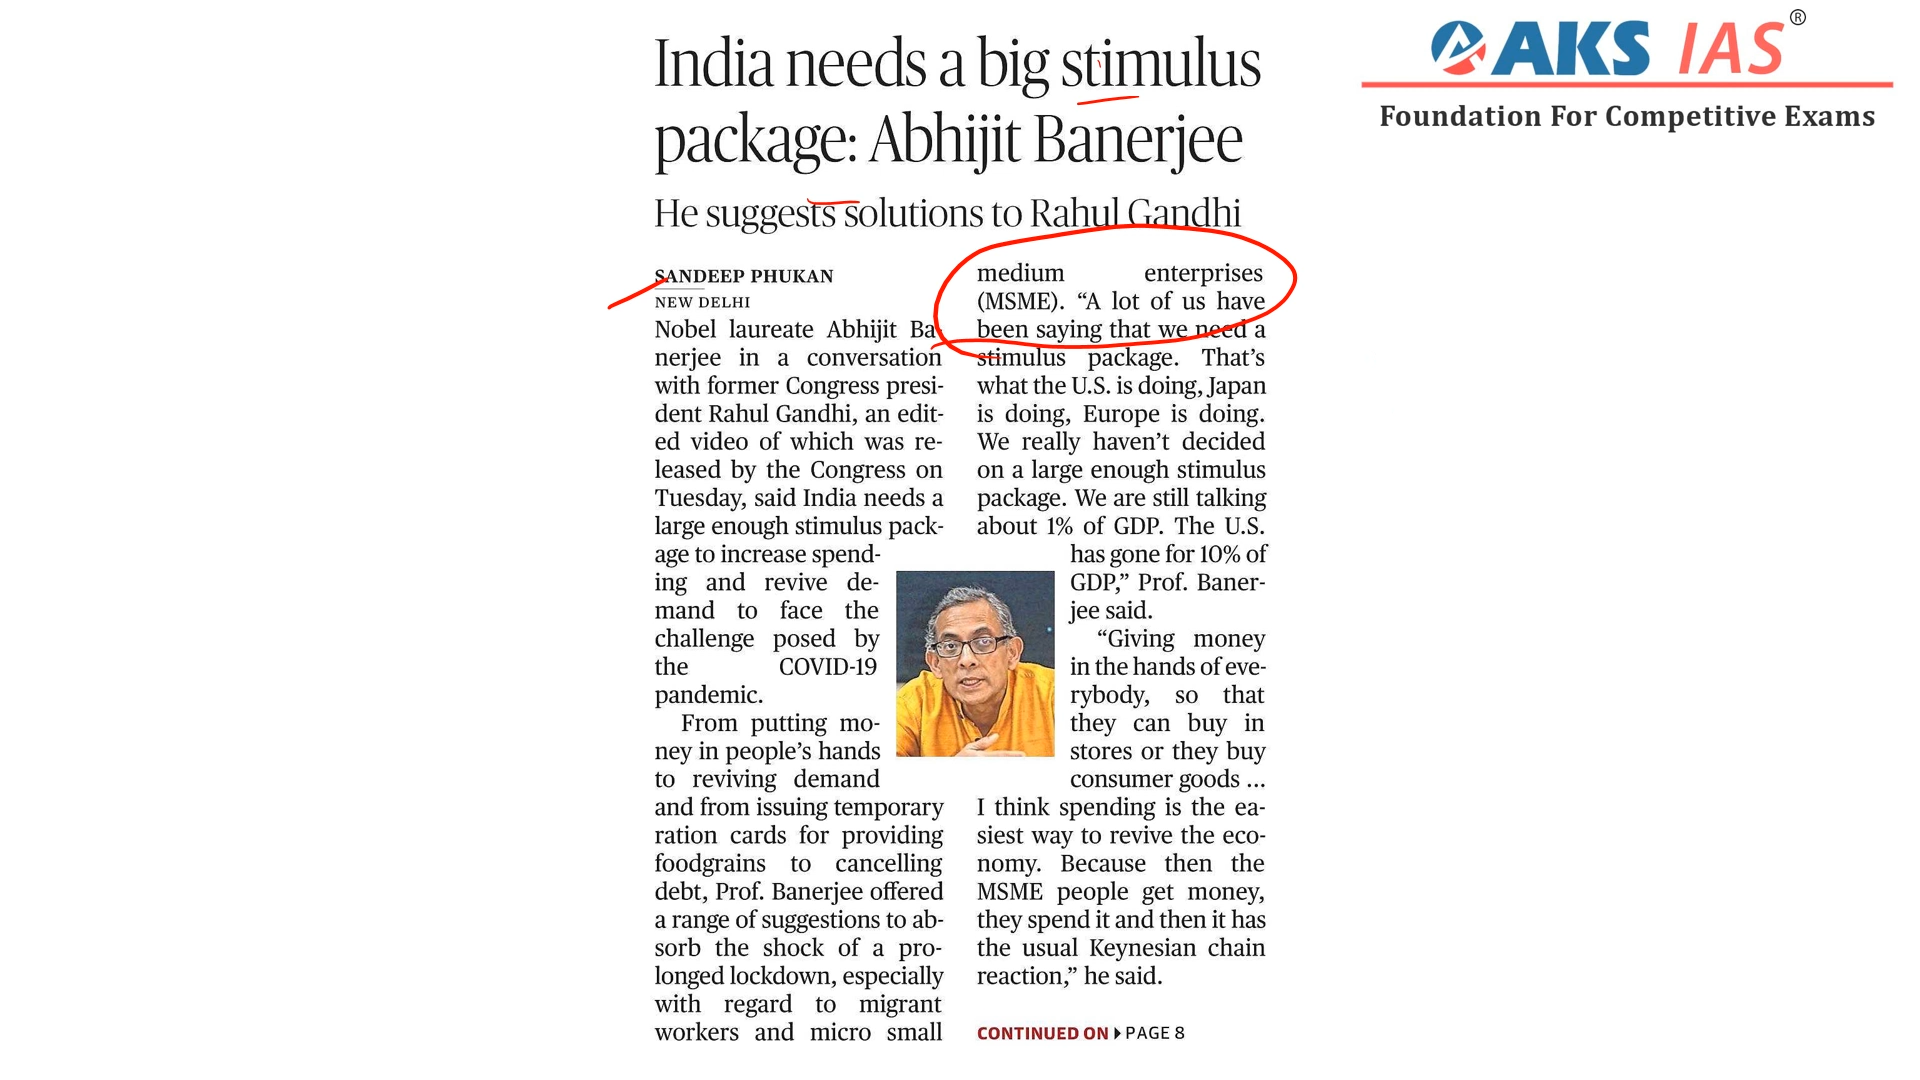 India needs a big stimulus
package: Abhijit Banerjee
He suggests solutions to Rahul Gandhi
SANDEEP PHUKAN
NEW DELHI
Nobel laureate Abhijit Ba-
nerjee in a conversation
with former Congress presi-
dent Rahul Gandhi, an edit-
ed video of which was re-
leased by the Congress on
Tuesday, said India needs a
large enough stimulus pack-
age to increase spend-
ing and revive de-
mand to face the
challenge posed by
the COVID-19
pandemic.
From putting mo-
ney in people's hands
to reviving demand
and from issuing temporary
ration cards for providing
foodgrains to cancelling
debt, Prof. Banerjee offered
a range of suggestions to ab-
sorb the shock of a pro-
longed lockdown, especially
with regard to migrant
workers and micro small
medium enterprises
(MSME). “A lot of us have
been saying that we need a
stimulus package. That's
what the U.S. is doing, Japan
is doing, Europe is doing.
We really haven't decided
on a large enough stimulus
package. We are still talking
about 1% of GDP. The U.S.
has gone for 10% of
GDP,” Prof. Baner-
jee said.
“Giving money
in the hands of eve-
rybody, so that
they can buy in
stores or they buy
consumer goods ...
I think spending is the ea-
siest way to revive the eco-
nomy. Because then the
MSME people get money,
they spend it and then it has
the usual Keynesian chain
reaction,” he said.
CONTINUED ON ▶ PAGE 8
AKS IAS®
Foundation For Competitive Exams